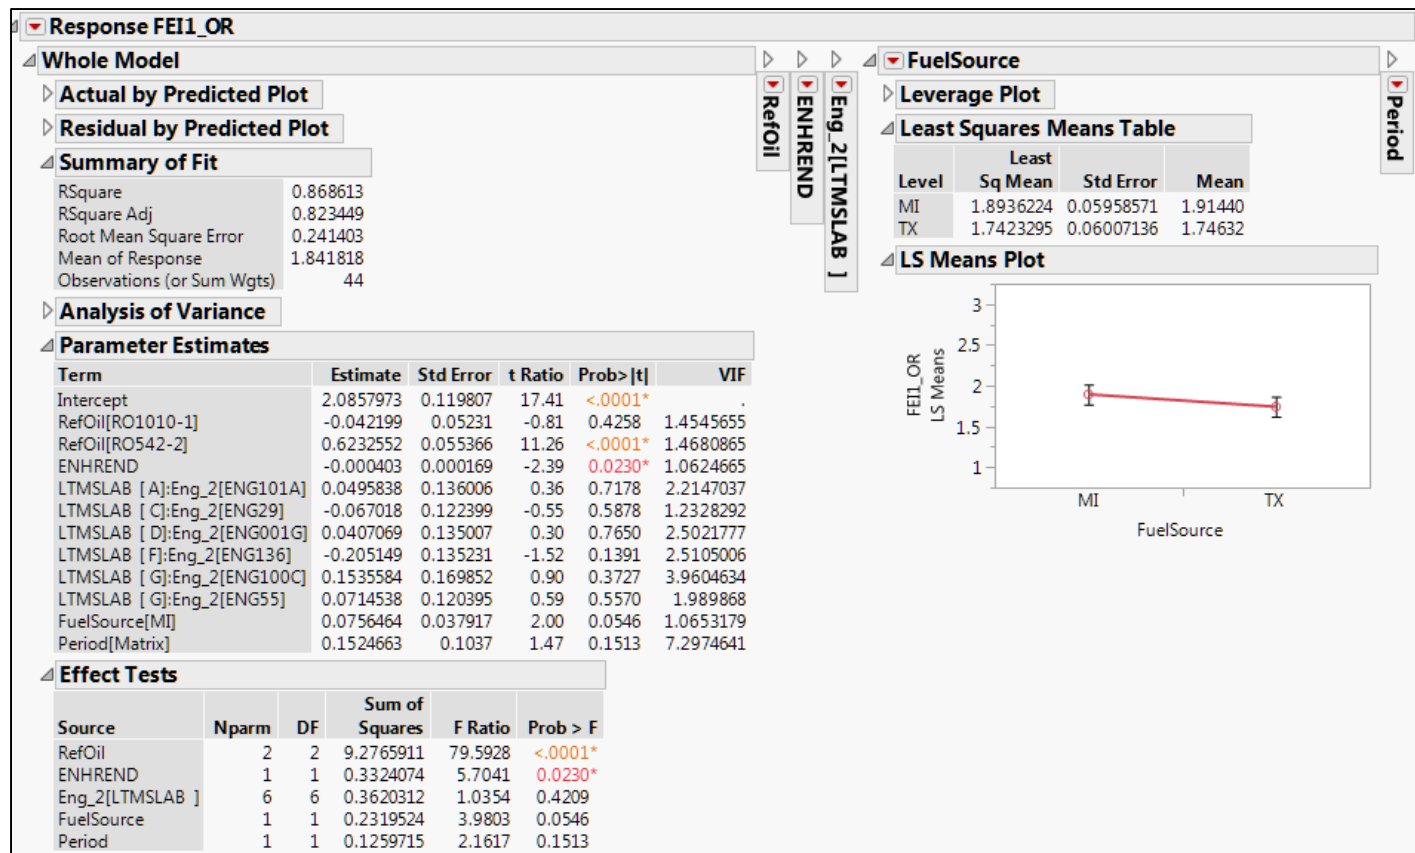 Response FEI1_OR
Whole Model
Actual by Predicted Plot
Residual by Predicted Plot
Summary of Fit
RSquare 0.868613
RSquare Adj 0.823449
Root Mean Square Error 0.241403
Mean of Response 1.841818
Observations (or Sum Wgts) 44
Analysis of Variance
Parameter Estimates
Term Estimate Std Error t Ratio Prob>|t| VIF
Intercept 2.0857973 0.119807 17.41 <.0001* .
RefOil[RO1010-1] -0.042199 0.05231 -0.81 0.4258 1.4545655
RefOil[RO542-2] 0.6232552 0.055366 11.26 <.0001* 1.4680865
ENHREND -0.000403 0.000169 -2.39 0.0230* 1.0624665
LTMSLAB [ A]:Eng_2[ENG101A] 0.0495838 0.136006 0.36 0.7178 2.2147037
LTMSLAB [ C]:Eng_2[ENG29] -0.067018 0.122399 -0.55 0.5878 1.2328292
LTMSLAB [ D]:Eng_2[ENG001G] 0.0407069 0.135007 0.30 0.7650 2.5021777
LTMSLAB [ F]:Eng_2[ENG136] -0.205149 0.135231 -1.52 0.1391 2.5105006
LTMSLAB [ G]:Eng_2[ENG100C] 0.1535584 0.169852 0.90 0.3727 3.9604634
LTMSLAB [ G]:Eng_2[ENG55] 0.0714538 0.120395 0.59 0.5570 1.989868
FuelSource[MI] 0.0756464 0.037917 2.00 0.0546 1.0653179
Period[Matrix] 0.1524663 0.1037 1.47 0.1513 7.2974641
Effect Tests
Sum of
Source Nparm DF Squares F Ratio Prob > F
RefOil 2 2 9.2765911 79.5928 <.0001*
ENHREND 1 1 0.3324074 5.7041 0.0230*
Eng_2[LTMSLAB ] 6 6 0.3620312 1.0354 0.4209
FuelSource 1 1 0.2319524 3.9803 0.0546
Period 1 1 0.1259715 2.1617 0.1513
RefOil
ENHREND
Eng_2[LTMSLAB ]
FuelSource
Leverage Plot
Least Squares Means Table
Least
Level Sq Mean Std Error Mean
MI 1.8936224 0.05958571 1.91440
TX 1.7423295 0.06007136 1.74632
LS Means Plot
FEI1_OR
LS Means
3
2.5
2
1.5
1
MI TX
FuelSource
Period